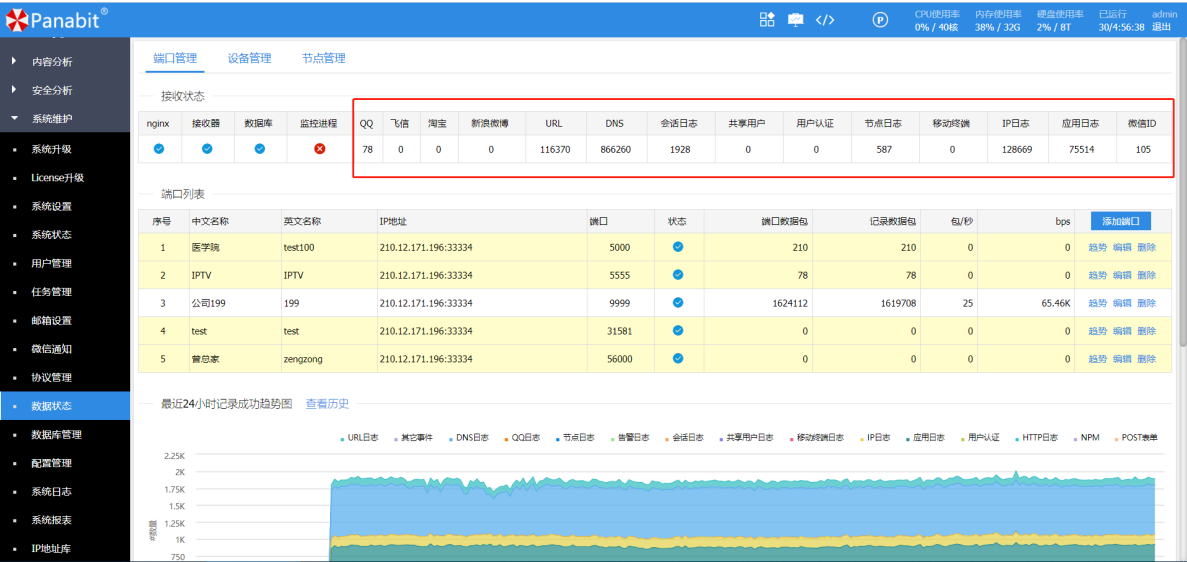 Panabit®
CPU使用率 内存使用率 硬盘使用率 已运行 admin
0% / 40核 38% / 32G 2% / 8T 30/4:56:38 退出
内容分析
安全分析
系统维护
系统升级
License升级
系统设置
系统状态
用户管理
任务管理
邮箱设置
微信通知
协议管理
数据状态
数据库管理
配置管理
系统日志
系统报表
IP地址库
端口管理 设备管理 节点管理
接收状态
nginx 接收器 数据库 监控进程 QQ 飞信 淘宝 新浪微博 URL DNS 会话日志 共享用户 用户认证 节点日志 移动终端 IP日志 应用日志 微信ID
78 0 0 0 116370 866260 1928 0 0 587 0 128669 75514 105
端口列表
序号 中文名称 英文名称 IP地址 端口 状态 端口数据包 记录数据包 包/秒 bps 添加端口
1 医学院 test100 210.12.171.196:33334 5000 210 210 0 0 趋势 编辑 删除
2 IPTV IPTV 210.12.171.196:33334 5555 78 78 0 0 趋势 编辑 删除
3 公司199 199 210.12.171.196:33334 9999 1624112 1619708 25 65.46K 趋势 编辑 删除
4 test test 210.12.171.196:33334 31581 0 0 0 趋势 编辑 删除
5 曾总家 zengzong 210.12.171.196:33334 56000 0 0 0 趋势 编辑 删除
最近24小时记录成功趋势图 查看历史
URL日志 其它事件 DNS日志 QQ日志 节点日志 告警日志 会话日志 共享用户日志 移动终端日志 IP日志 应用日志 用户认证 HTTP日志 NPM POST表单
2.25K
2K
1.75K
1.5K
1.25K
1K
750
#数量